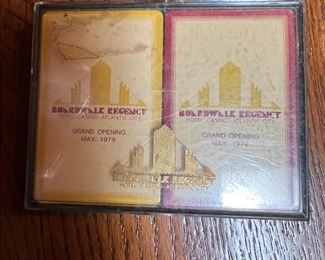 BOARDWALK REGENCY
HOTEL·CASINO·ATLANTIC CITY
GRAND OPENING
MAY, 1979
BOARDWALK REGENCY
HOTEL·CASINO·ATLANTIC CITY
GRAND OPENING
MAY, 1979
BOARDWALK REGENCY
HOTEL·CASINO·ATLANTIC CITY